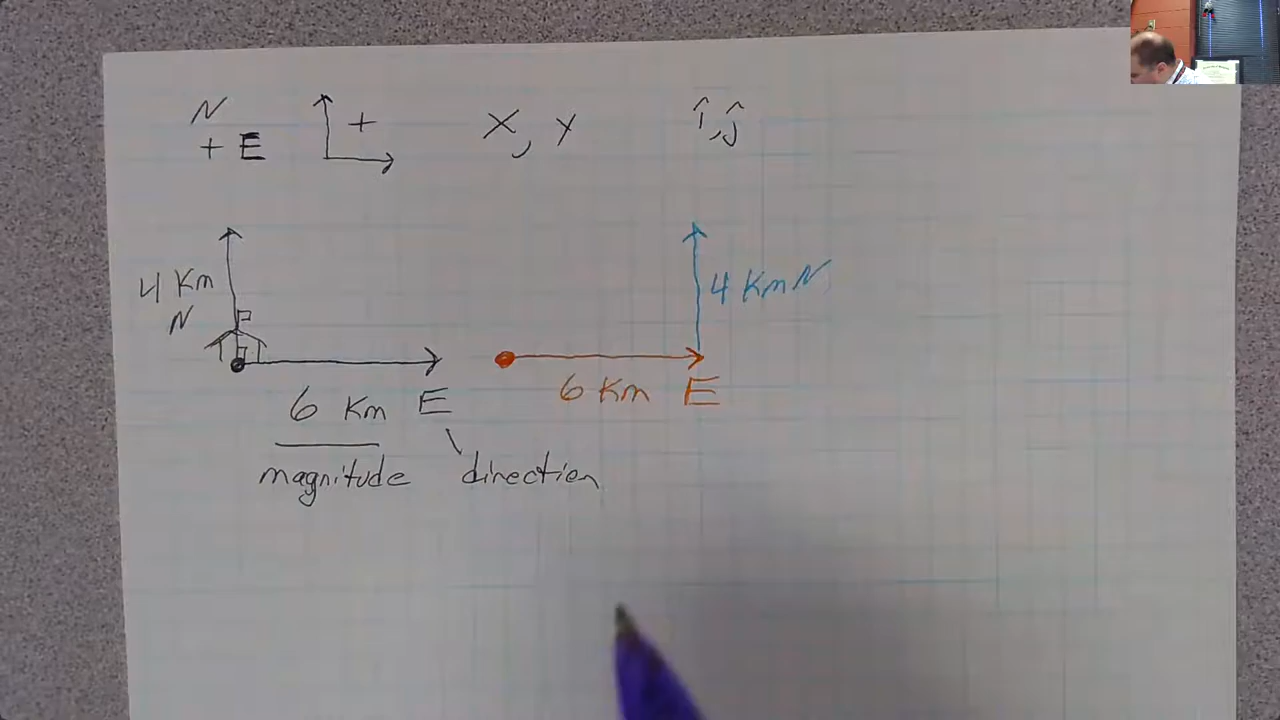 N
+ E + X, y î, ĵ
4 Km
N
4 Km N
6 Km E
6 Km E
magnitude direction